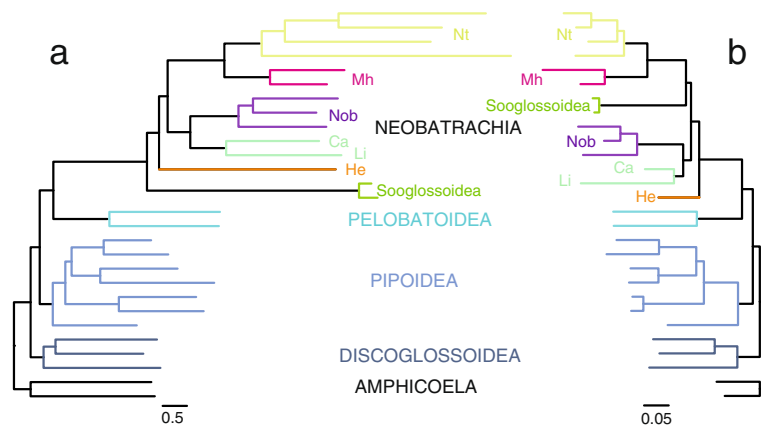 a
b
Nt
Nt
Mh
Mh
Sooglossoidea
Nob
NEOBATRACHIA
Nob
Ca
Ca
Li
Li
He
He
Sooglossoidea
PELOBATOIDEA
PIPOIDEA
DISCOGLOSSOIDEA
AMPHICOELA
0.5
0.05